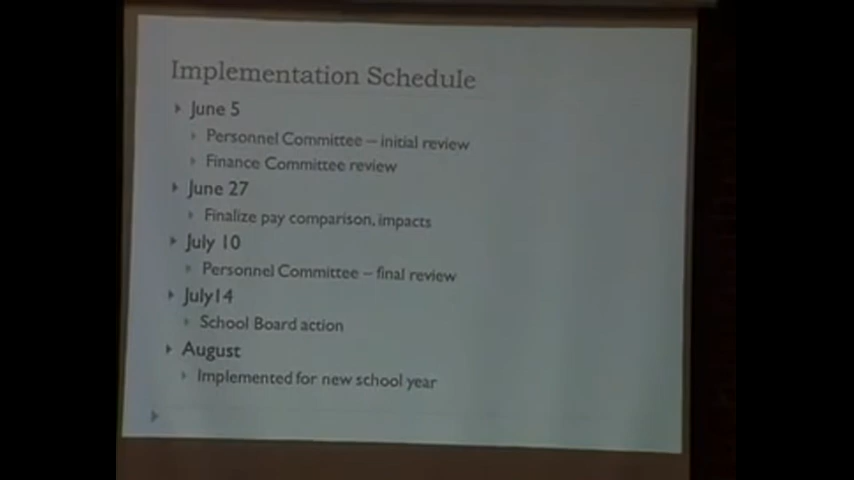 Implementation Schedule
June 5
Personnel Committee – initial review
Finance Committee review
June 27
Finalize pay comparison, impacts
July 10
Personnel Committee – final review
July14
School Board action
August
Implemented for new school year